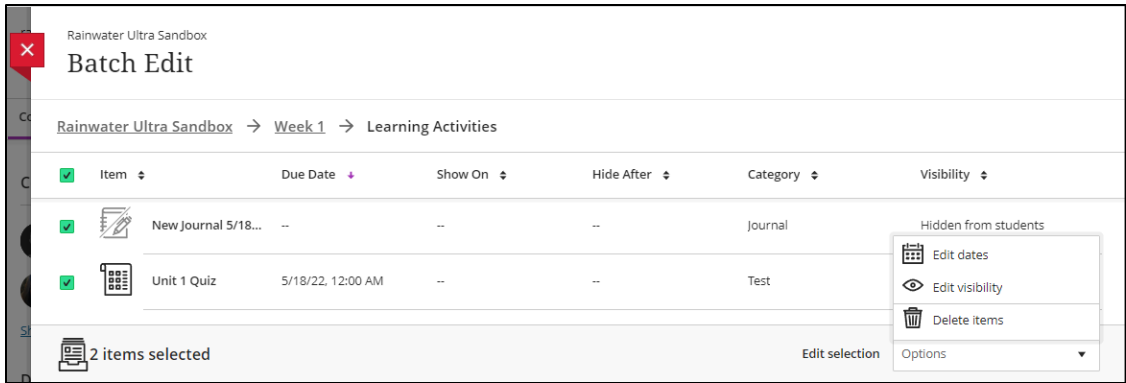 Rainwater Ultra Sandbox
Batch Edit
Rainwater Ultra Sandbox → Week 1 → Learning Activities
Item Due Date Show On Hide After Category Visibility
New Journal 5/18... -- -- -- Journal Hidden from students
Unit 1 Quiz 5/18/22, 12:00 AM -- -- Test
Edit dates
Edit visibility
Delete items
2 items selected Edit selection Options